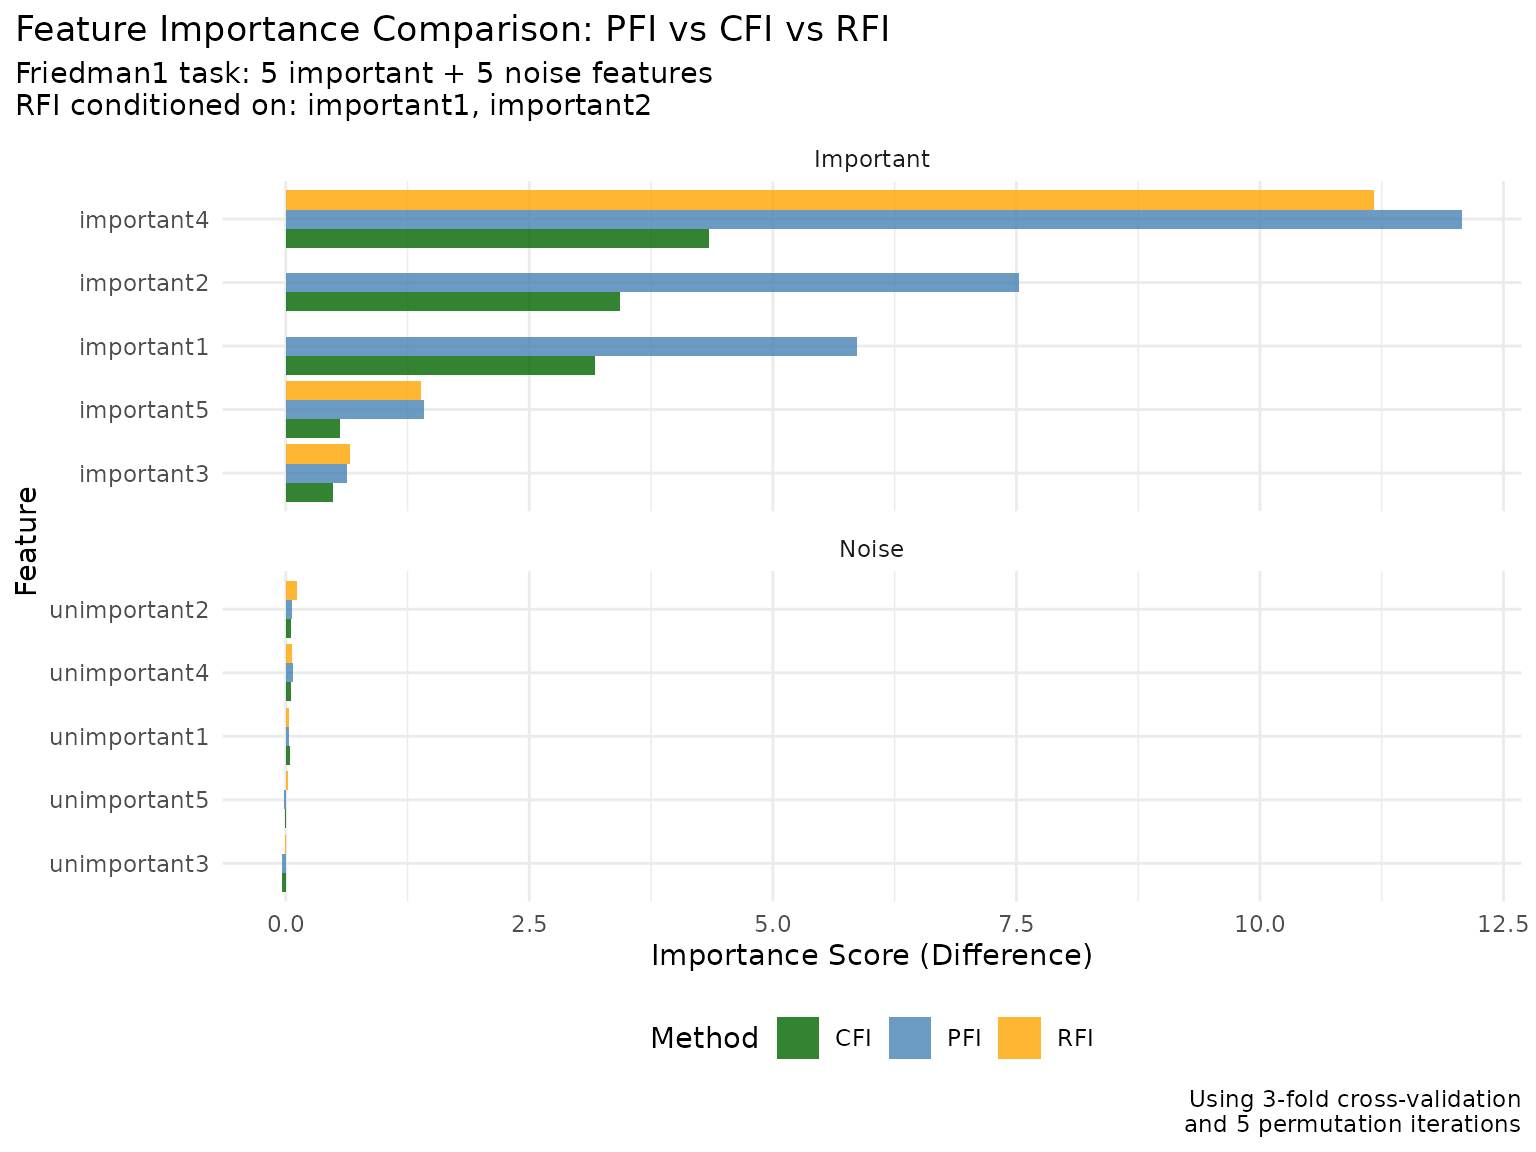 Feature Importance Comparison: PFI vs CFI vs RFI
Friedman1 task: 5 important + 5 noise features
RFI conditioned on: important1, important2
Important
important4
important2
important1
important5
important3
Feature
Noise
unimportant2
unimportant4
unimportant1
unimportant5
unimportant3
0.0 2.5 5.0 7.5 10.0 12.5
Importance Score (Difference)
Method CFI PFI RFI
Using 3-fold cross-validation
and 5 permutation iterations